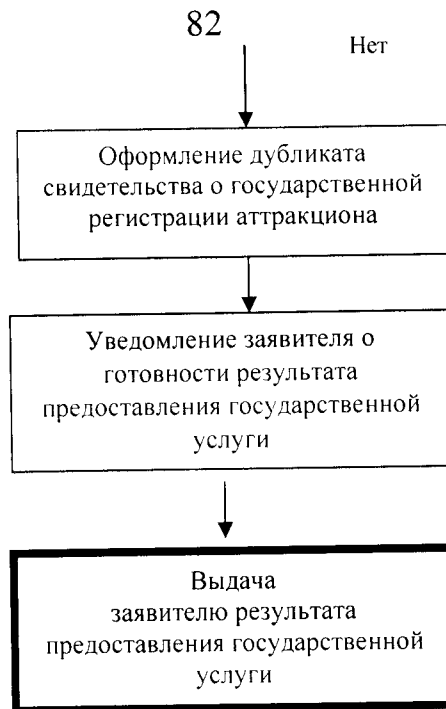 82
Нет
Оформление дубликата
свидетельства о государственной
регистрации аттракциона
Уведомление заявителя о
готовности результата
предоставления государственной
услуги
Выдача
заявителю результата
предоставления государственной
услуги